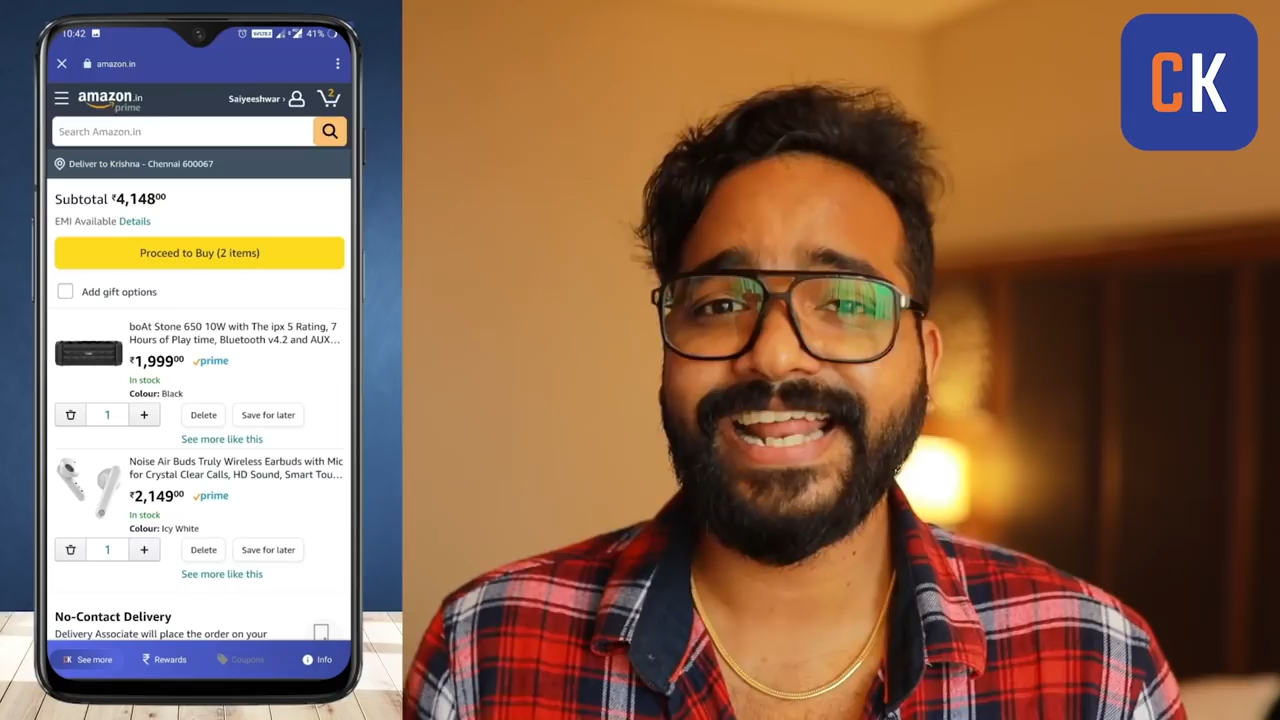 10:42
VoLTE2
41%
amazon.in
amazon.in
prime
Saiyeeshwar ›
2
Search Amazon.in
Deliver to Krishna - Chennai 600067
Subtotal ₹4,148⁰⁰
EMI Available Details
Proceed to Buy (2 items)
Add gift options
boAt Stone 650 10W with The ipx 5 Rating, 7
Hours of Play time, Bluetooth v4.2 and AUX...
₹1,999⁰⁰ prime
In stock
Colour: Black
1 +
Delete
Save for later
See more like this
Noise Air Buds Truly Wireless Earbuds with Mic
for Crystal Clear Calls, HD Sound, Smart Tou...
₹2,149⁰⁰ prime
In stock
Colour: Icy White
1 +
Delete
Save for later
See more like this
No-Contact Delivery
Delivery Associate will place the order on your
CK See more
₹ Rewards
Coupons
i Info
CK